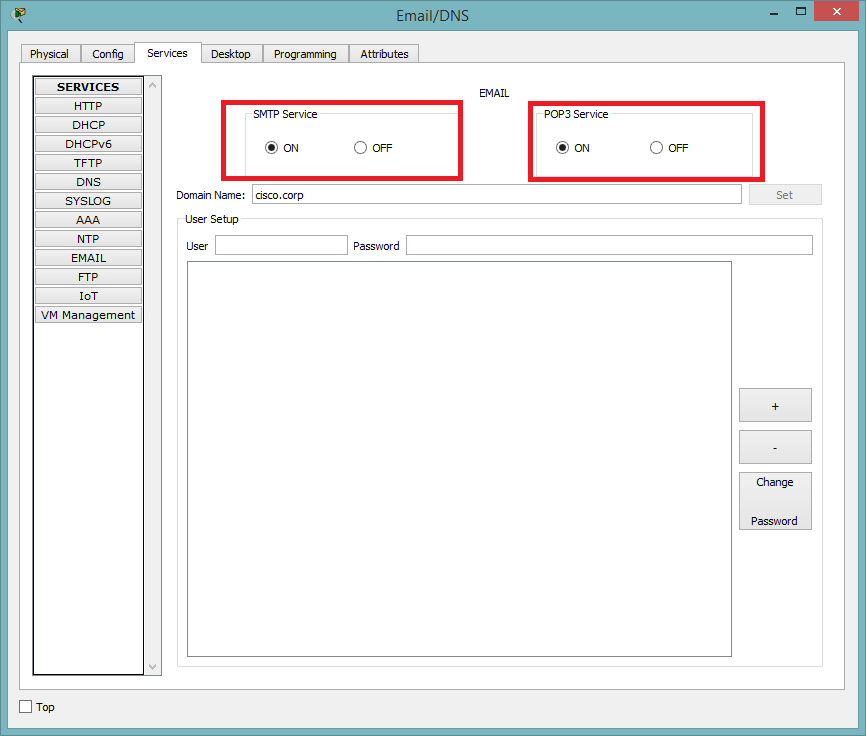 Email/DNS
Physical Config Services Desktop Programming Attributes
SERVICES
HTTP
DHCP
DHCPv6
TFTP
DNS
SYSLOG
AAA
NTP
EMAIL
FTP
IoT
VM Management
EMAIL
SMTP Service
ON OFF
POP3 Service
ON OFF
Domain Name: cisco.corp Set
User Setup
User Password
+
-
Change
Password
Top